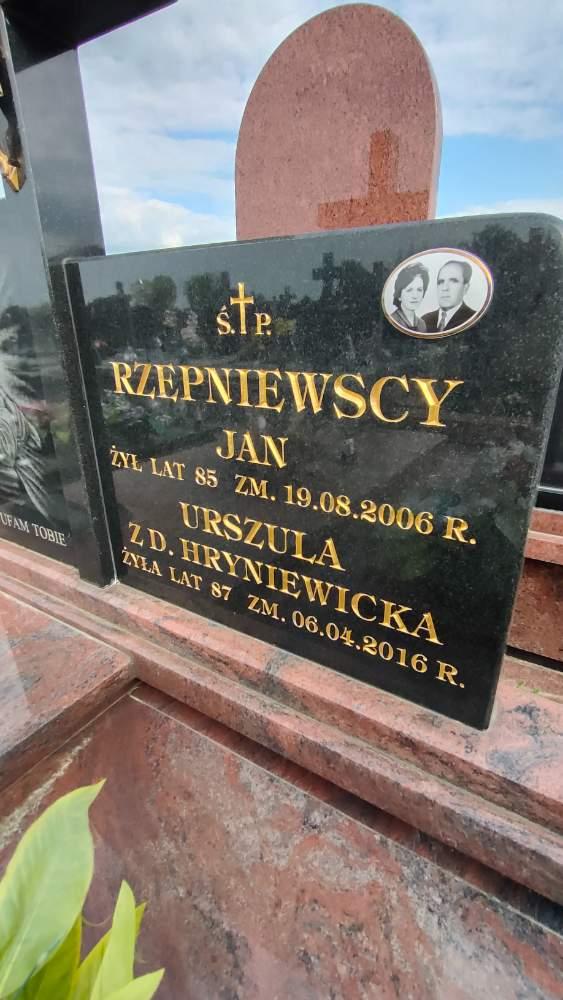 Ś. P.
RZEPNIEWSCY
JAN
ŻYŁ LAT 85 ZM. 19.08.2006 R.
URSZULA
Z D. HRYNIEWICKA
ŻYŁA LAT 87 ZM. 06.04.2016 R.
UFAM TOBIE